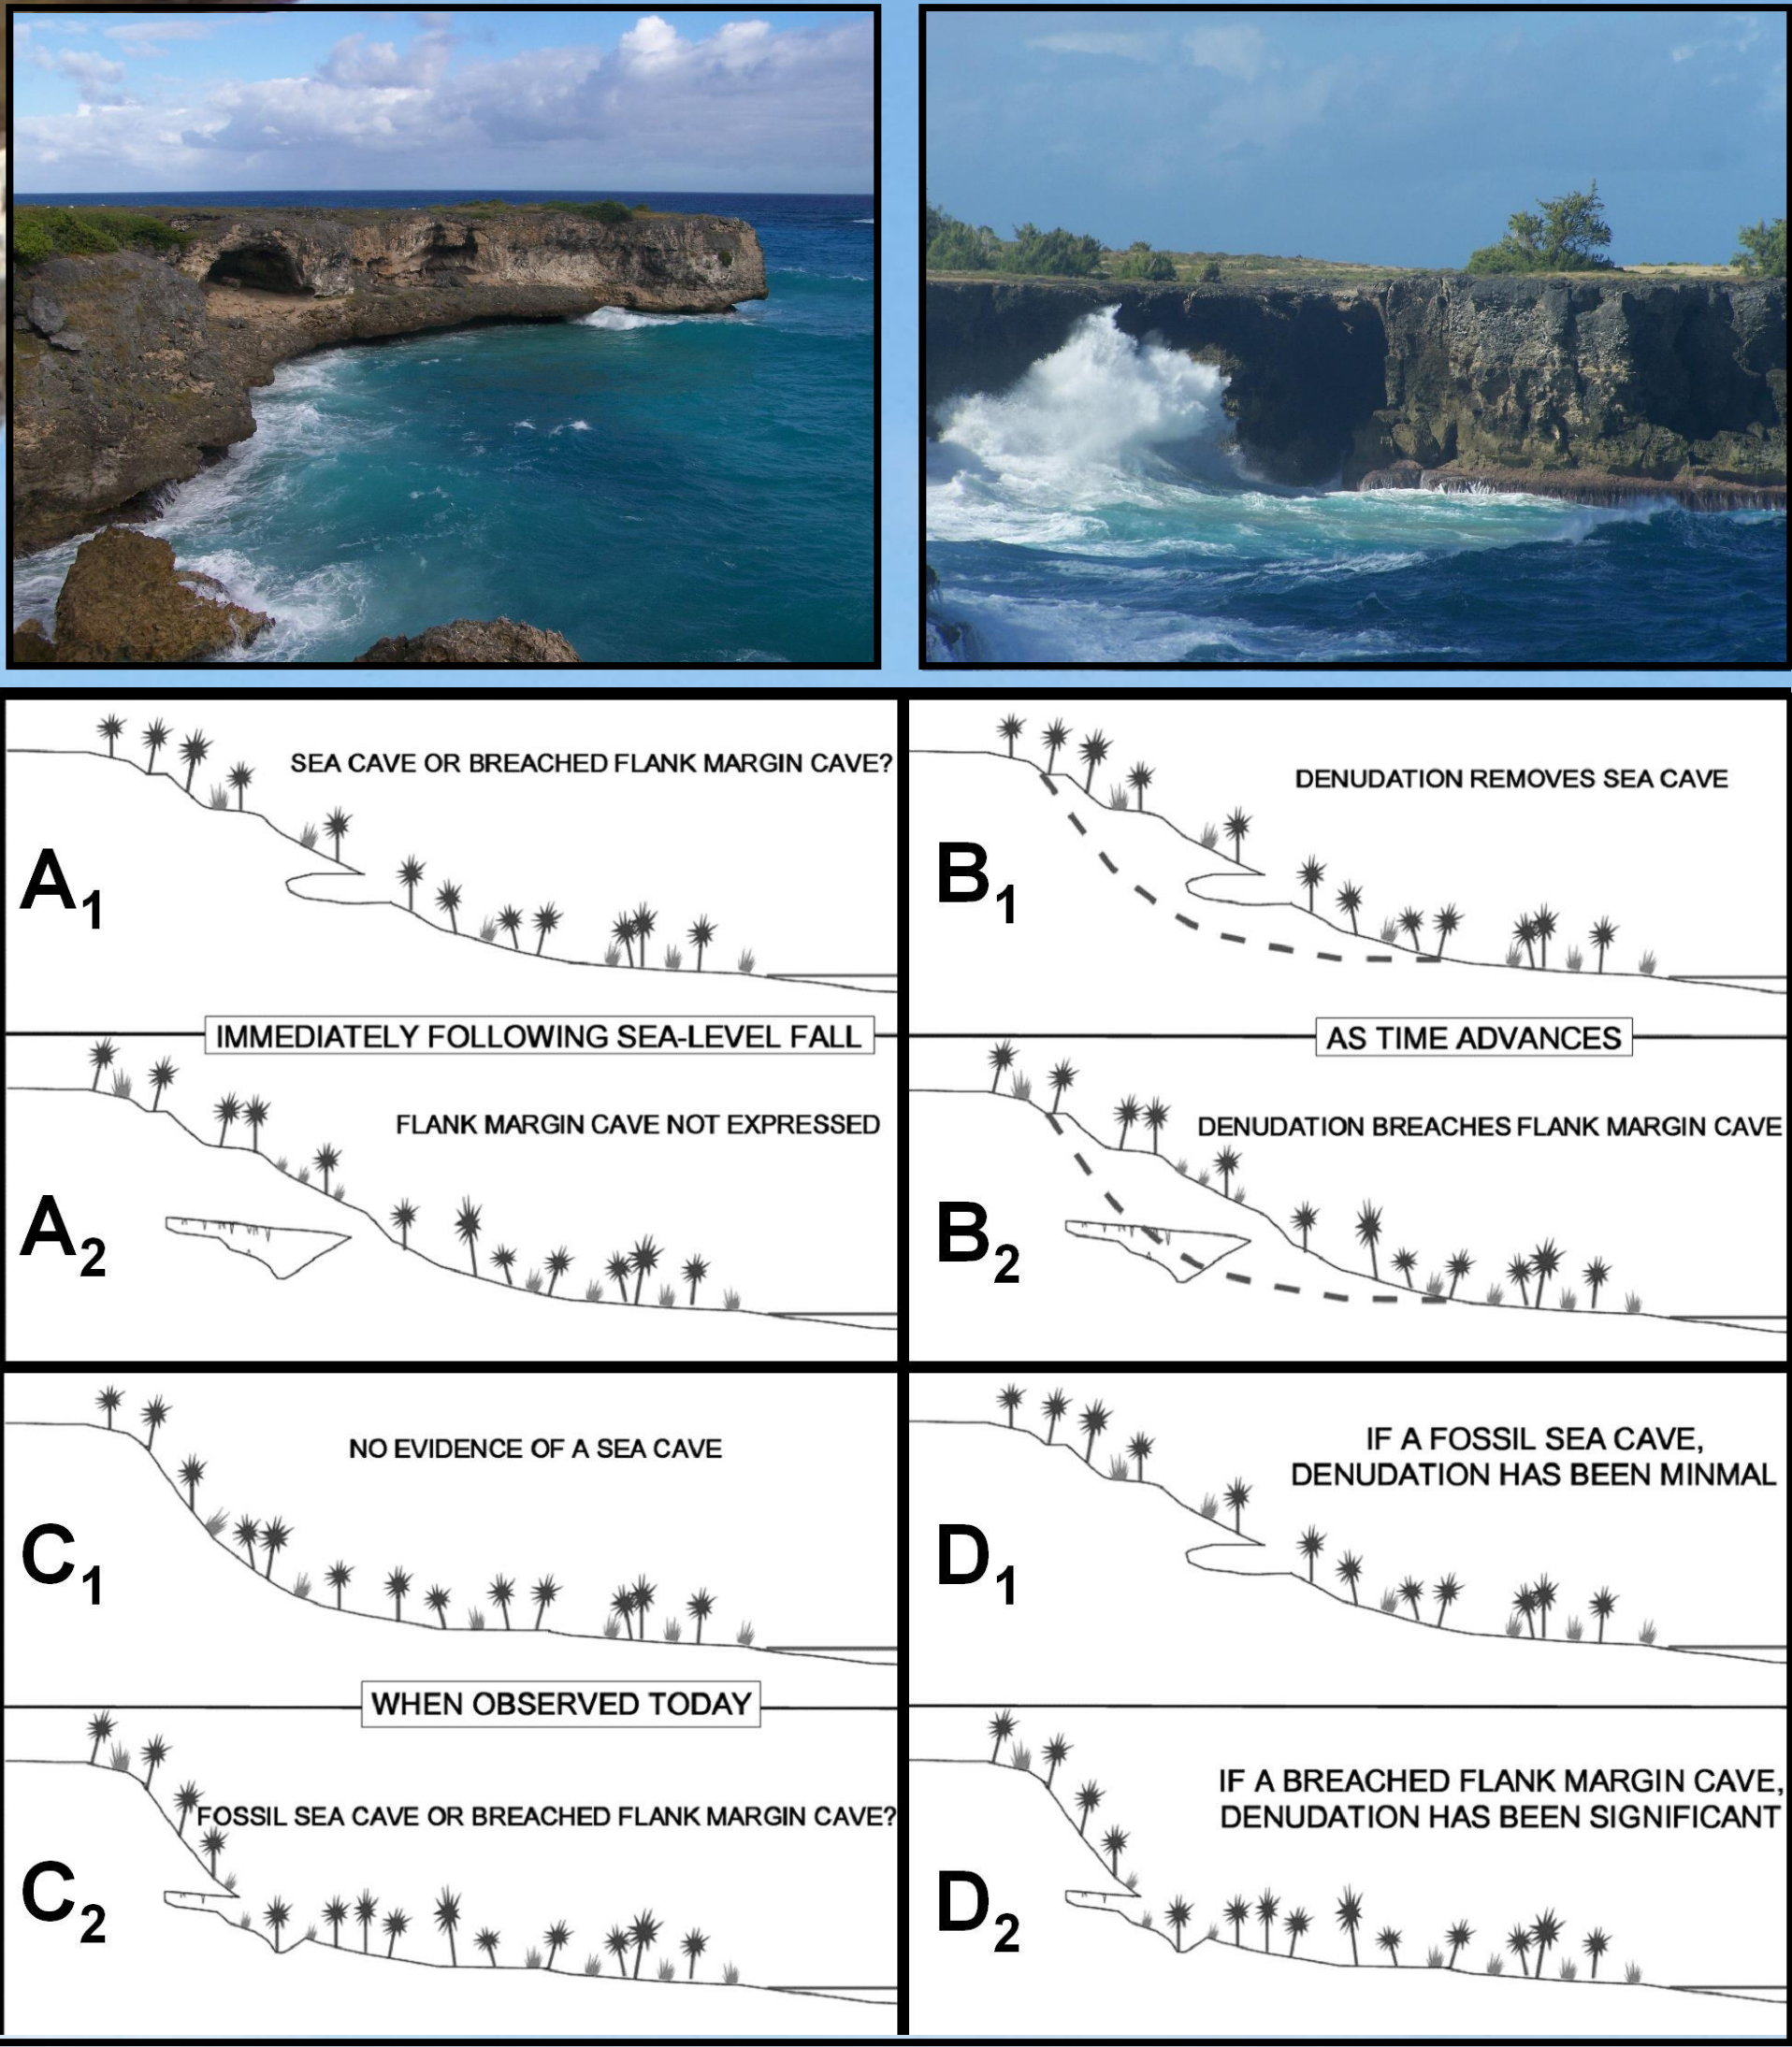 SEA CAVE OR BREACHED FLANK MARGIN CAVE?
A1
IMMEDIATELY FOLLOWING SEA-LEVEL FALL
FLANK MARGIN CAVE NOT EXPRESSED
A2
DENUDATION REMOVES SEA CAVE
B1
AS TIME ADVANCES
DENUDATION BREACHES FLANK MARGIN CAVE
B2
NO EVIDENCE OF A SEA CAVE
C1
WHEN OBSERVED TODAY
FOSSIL SEA CAVE OR BREACHED FLANK MARGIN CAVE?
C2
IF A FOSSIL SEA CAVE,
DENUDATION HAS BEEN MINMAL
D1
IF A BREACHED FLANK MARGIN CAVE,
DENUDATION HAS BEEN SIGNIFICANT
D2